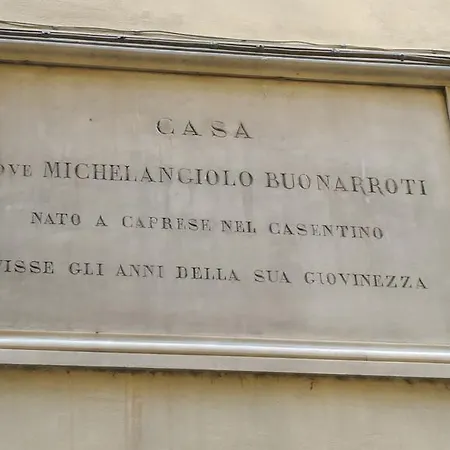 CASA
OVE MICHELANGIOLO BUONARROTI
NATO A CAPRESE NEL CASENTINO
VISSE GLI ANNI DELLA SUA GIOVINEZZA